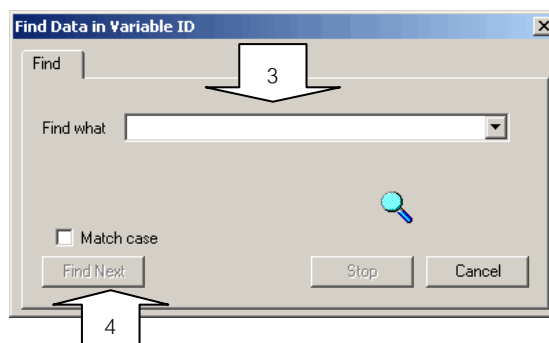 Find Data in Variable ID
Find
3
Find what
Match case
Find Next Stop Cancel
4